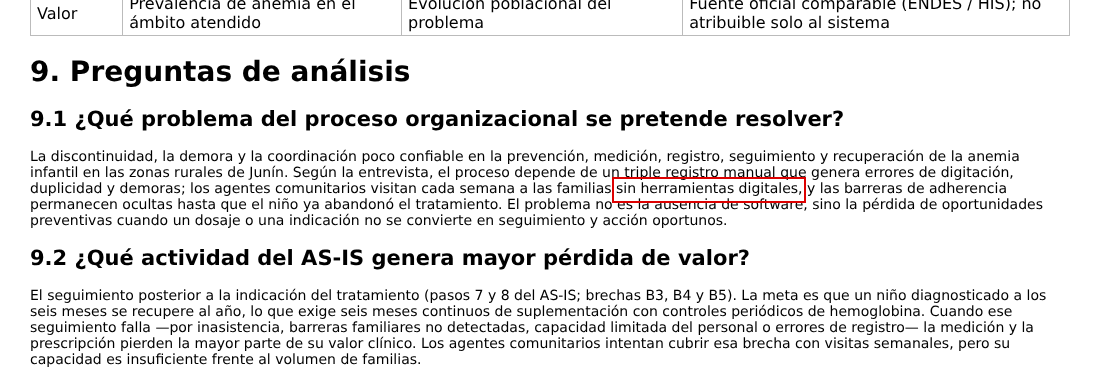 Valor
Prevalencia de anemia en el
ámbito atendido
Evolución poblacional del
problema
Fuente oficial comparable (ENDES / HIS); no
atribuible solo al sistema
9. Preguntas de análisis
9.1 ¿Qué problema del proceso organizacional se pretende resolver?
La discontinuidad, la demora y la coordinación poco confiable en la prevención, medición, registro, seguimiento y recuperación de la anemia
infantil en las zonas rurales de Junín. Según la entrevista, el proceso depende de un triple registro manual que genera errores de digitación,
duplicidad y demoras; los agentes comunitarios visitan cada semana a las familias sin herramientas digitales, y las barreras de adherencia
permanecen ocultas hasta que el niño ya abandonó el tratamiento. El problema no es la ausencia de software, sino la pérdida de oportunidades
preventivas cuando un dosaje o una indicación no se convierte en seguimiento y acción oportunos.
9.2 ¿Qué actividad del AS-IS genera mayor pérdida de valor?
El seguimiento posterior a la indicación del tratamiento (pasos 7 y 8 del AS-IS; brechas B3, B4 y B5). La meta es que un niño diagnosticado a los
seis meses se recupere al año, lo que exige seis meses continuos de suplementación con controles periódicos de hemoglobina. Cuando ese
seguimiento falla —por inasistencia, barreras familiares no detectadas, capacidad limitada del personal o errores de registro— la medición y la
prescripción pierden la mayor parte de su valor clínico. Los agentes comunitarios intentan cubrir esa brecha con visitas semanales, pero su
capacidad es insuficiente frente al volumen de familias.